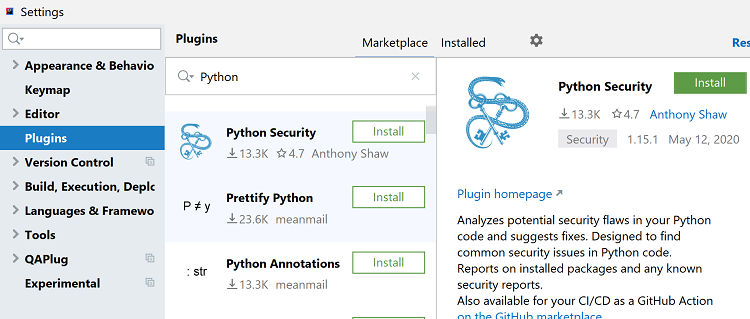 Settings
Plugins
Marketplace
Installed
Res
Appearance & Behavio
Keymap
Editor
Plugins
Version Control
Build, Execution, Deplo
Languages & Framewo
Tools
QAPlug
Experimental
Python
Python Security
Install
13.3K 4.7 Anthony Shaw
P ≠ y
Prettify Python
Install
23.6K meanmail
: str
Python Annotations
Install
13.3K meanmail
Python Security
Install
13.3K 4.7 Anthony Shaw
Security 1.15.1 May 12, 2020
Plugin homepage ↗
Analyzes potential security flaws in your Python
code and suggests fixes. Designed to find
common security issues in Python code.
Reports on installed packages and any known
security reports.
Also available for your CI/CD as a GitHub Action
on the GitHub marketplace